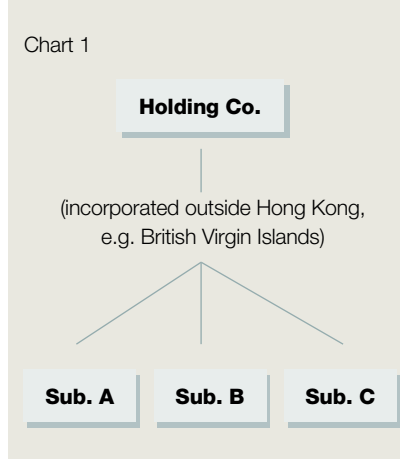 Chart 1
Holding Co.
(incorporated outside Hong Kong,
e.g. British Virgin Islands)
Sub. A Sub. B Sub. C